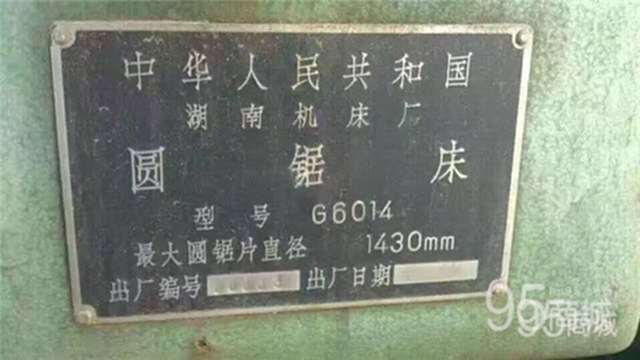 中华人民共和国
湖南机床厂
圆锯床
型号 G6014
最大圆锯片直径 1430mm
出厂编号 出厂日期